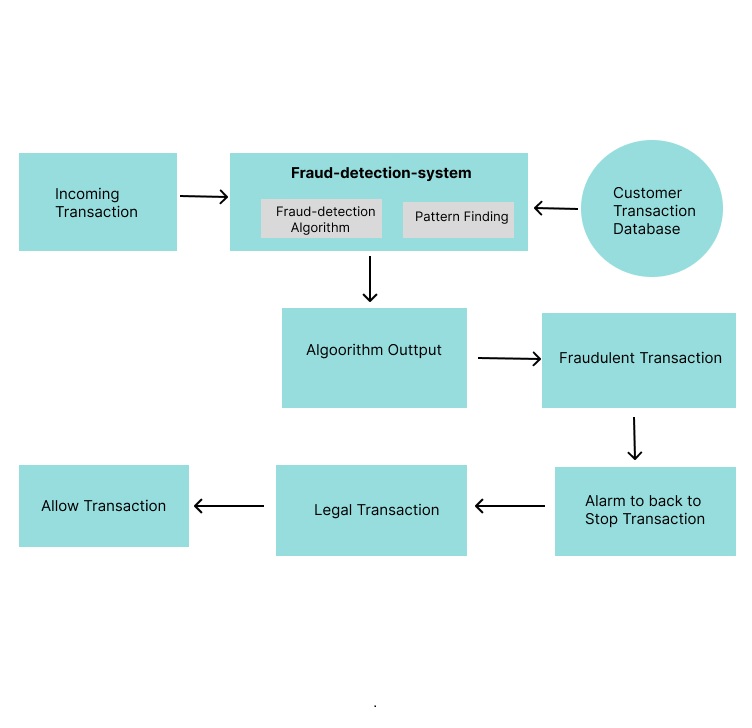 Fraud-detection-system
Incoming
Transaction
Fraud-detection
Algorithm
Pattern Finding
Customer
Transaction
Database
Algoorithm Outtput
Fraudulent Transaction
Allow Transaction
Legal Transaction
Alarm to back to
Stop Transaction